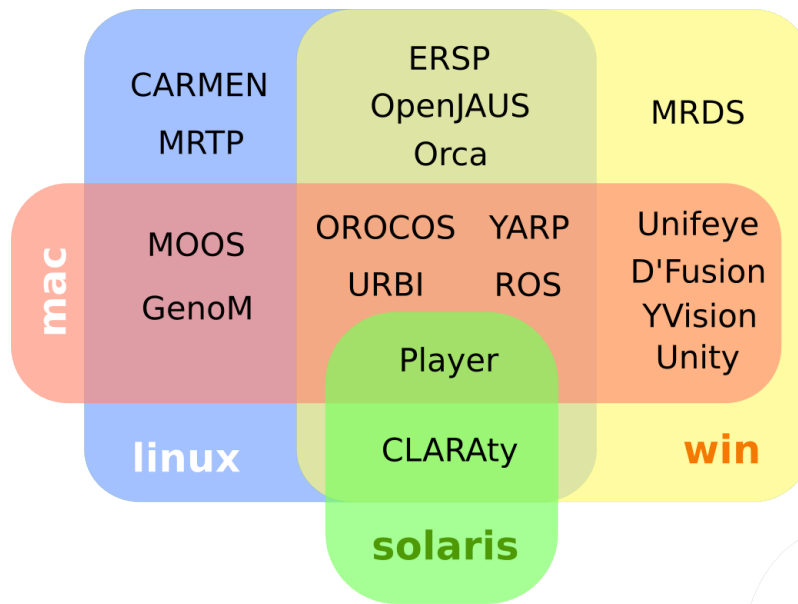 CARMEN
MRTP
ERSP
OpenJAUS
Orca
MRDS
mac
MOOS
GenoM
OROCOS YARP
URBI ROS
Unifeye
D'Fusion
YVision
Unity
Player
CLARAty
linux
win
solaris